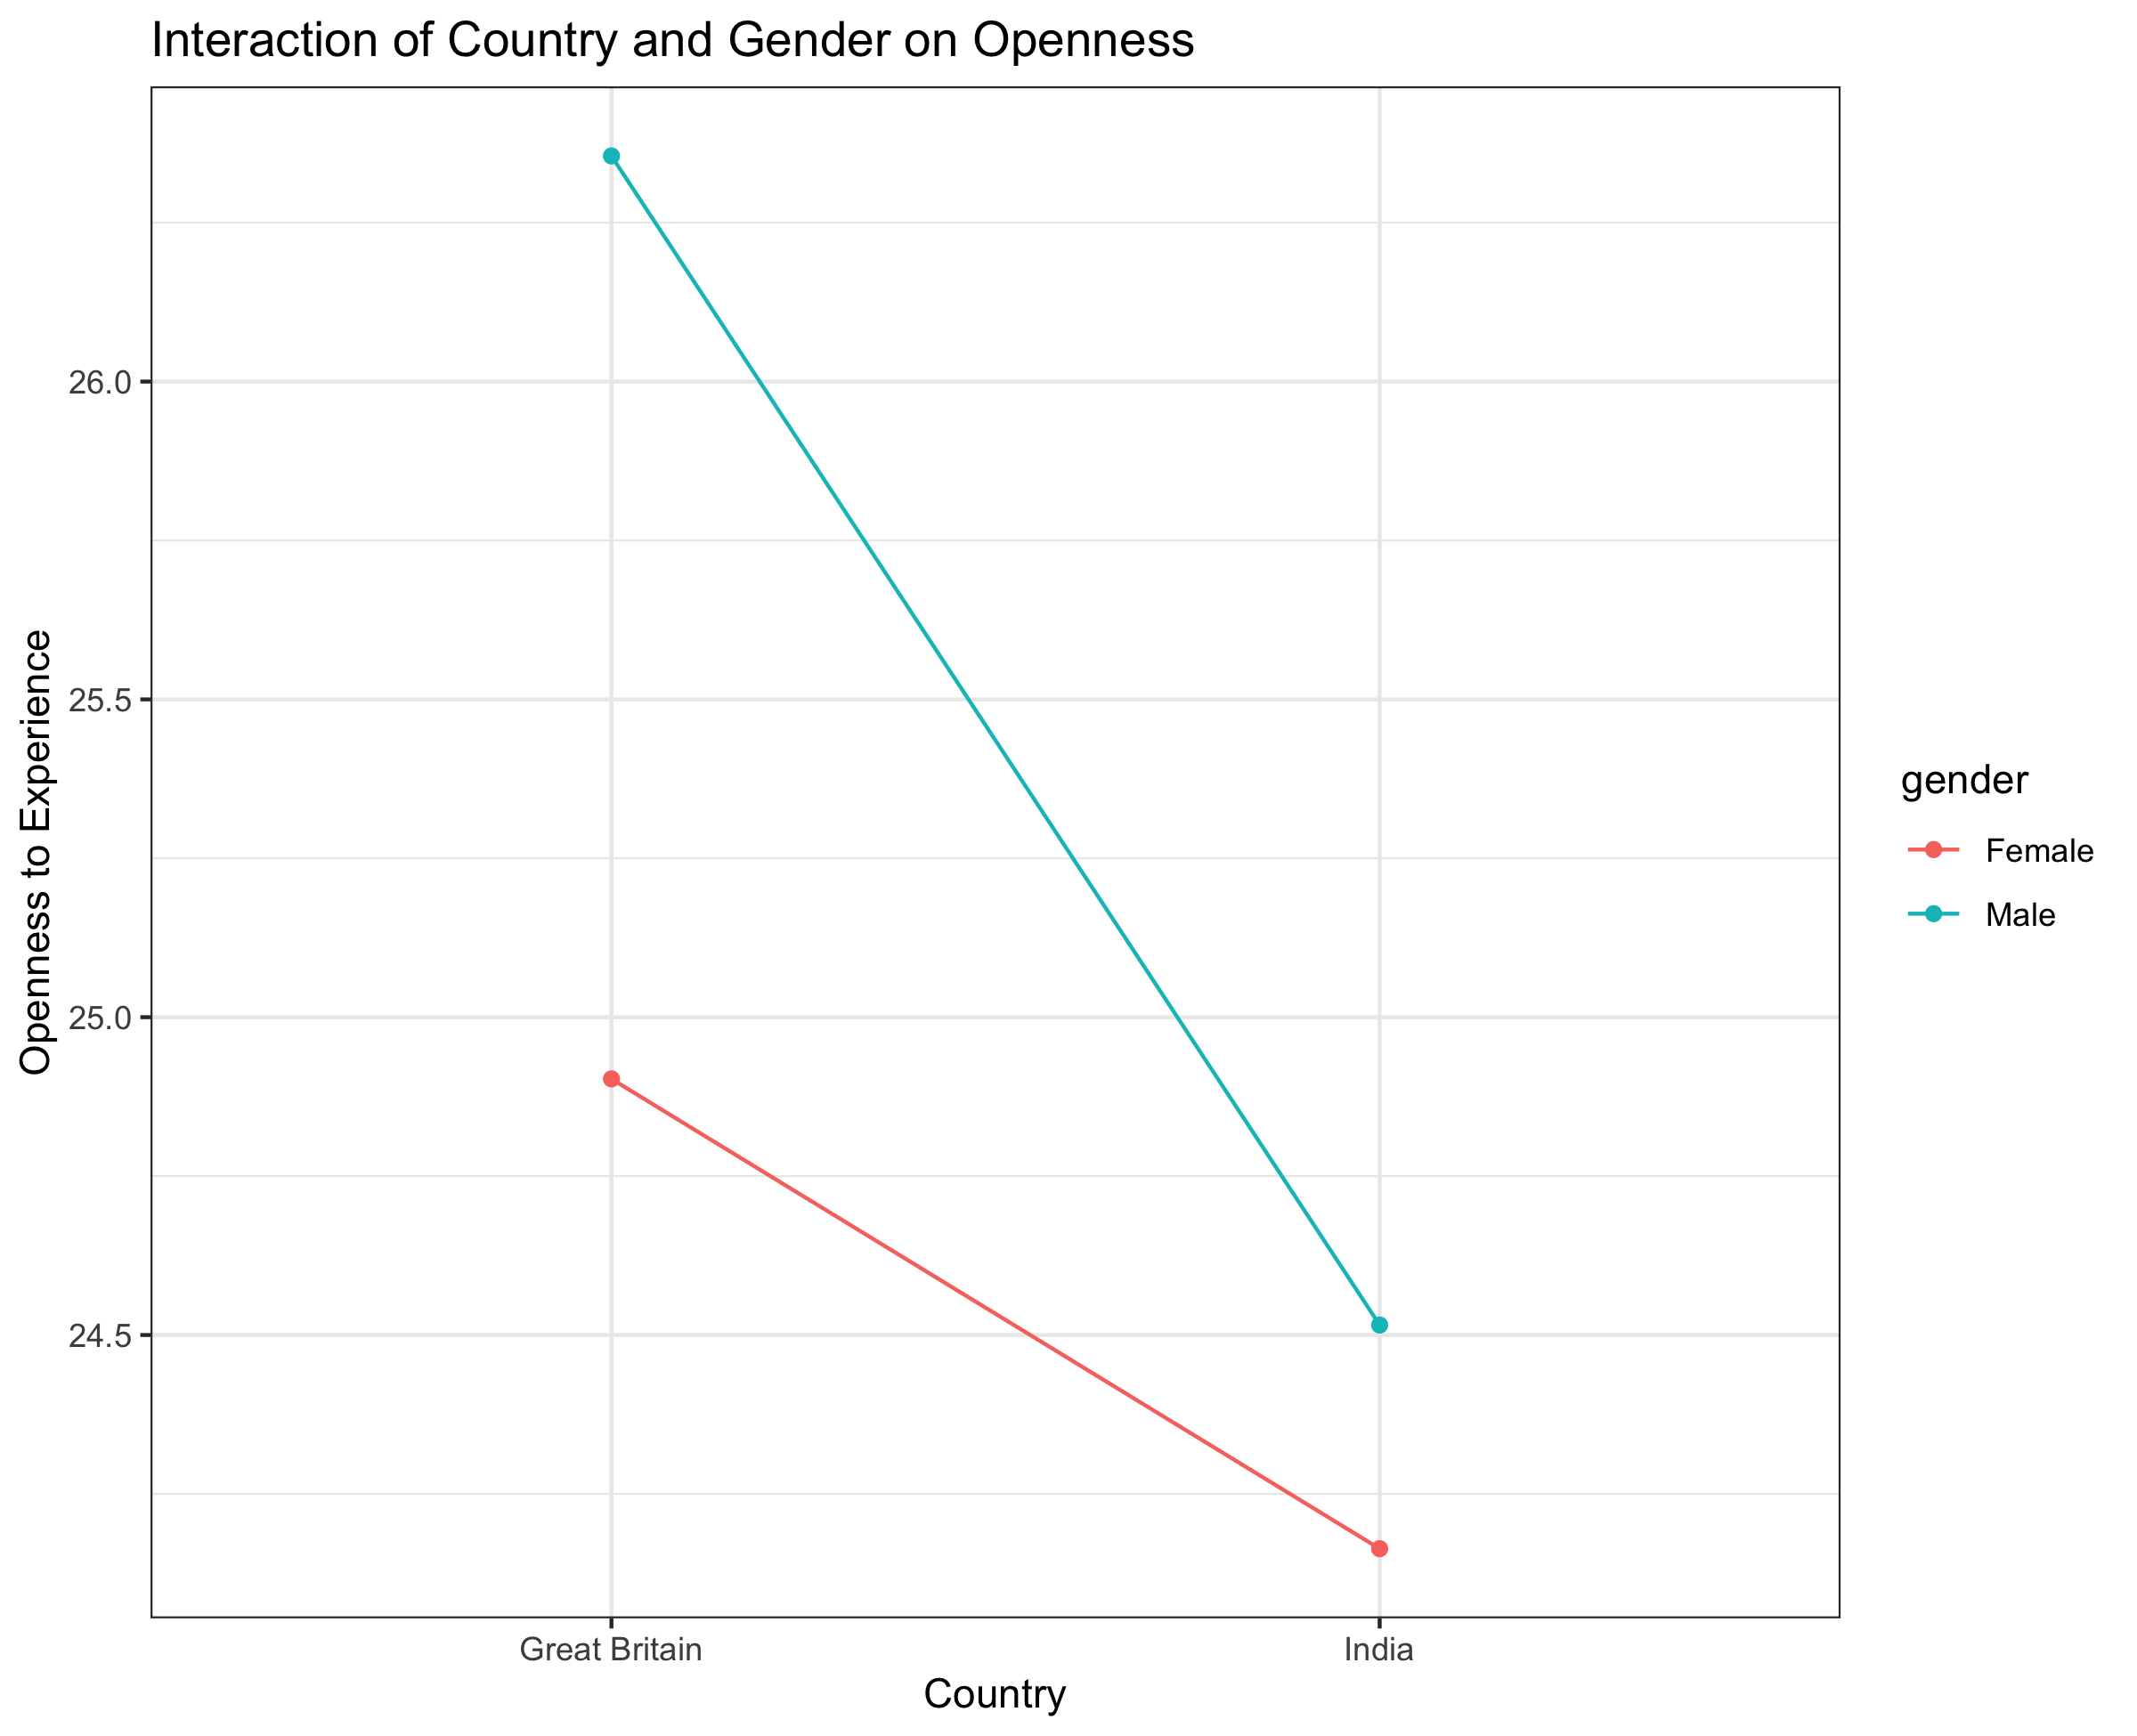 Interaction of Country and Gender on Openness
Openness to Experience
26.0
25.5
25.0
24.5
Great Britain
India
Country
gender
Female
Male